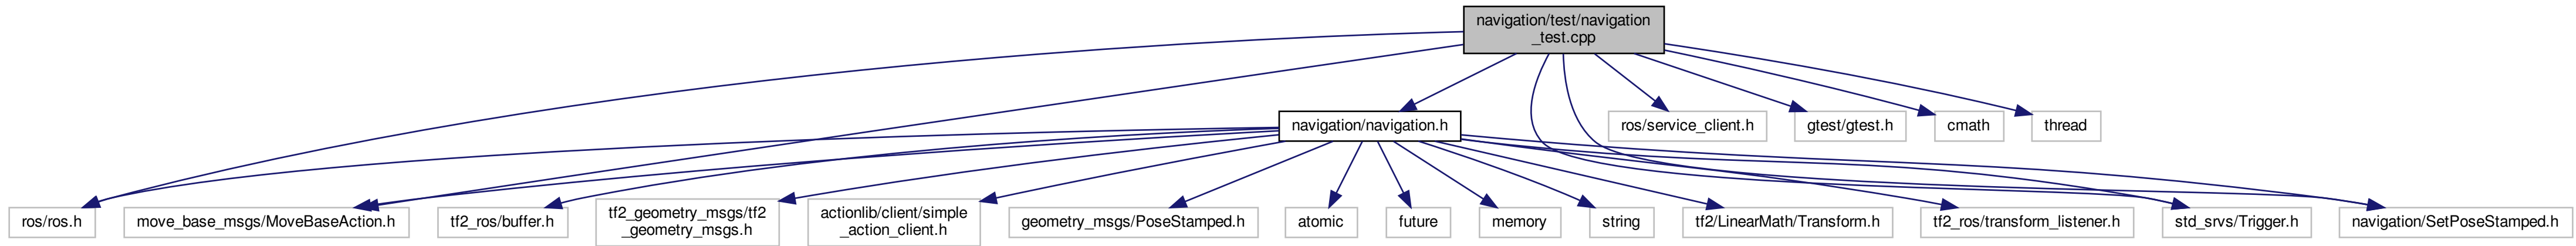 navigation/test/navigation
_test.cpp
navigation/navigation.h
ros/service_client.h
gtest/gtest.h
cmath
thread
ros/ros.h
move_base_msgs/MoveBaseAction.h
tf2_ros/buffer.h
tf2_geometry_msgs/tf2
_geometry_msgs.h
actionlib/client/simple
_action_client.h
geometry_msgs/PoseStamped.h
atomic
future
memory
string
tf2/LinearMath/Transform.h
tf2_ros/transform_listener.h
std_srvs/Trigger.h
navigation/SetPoseStamped.h